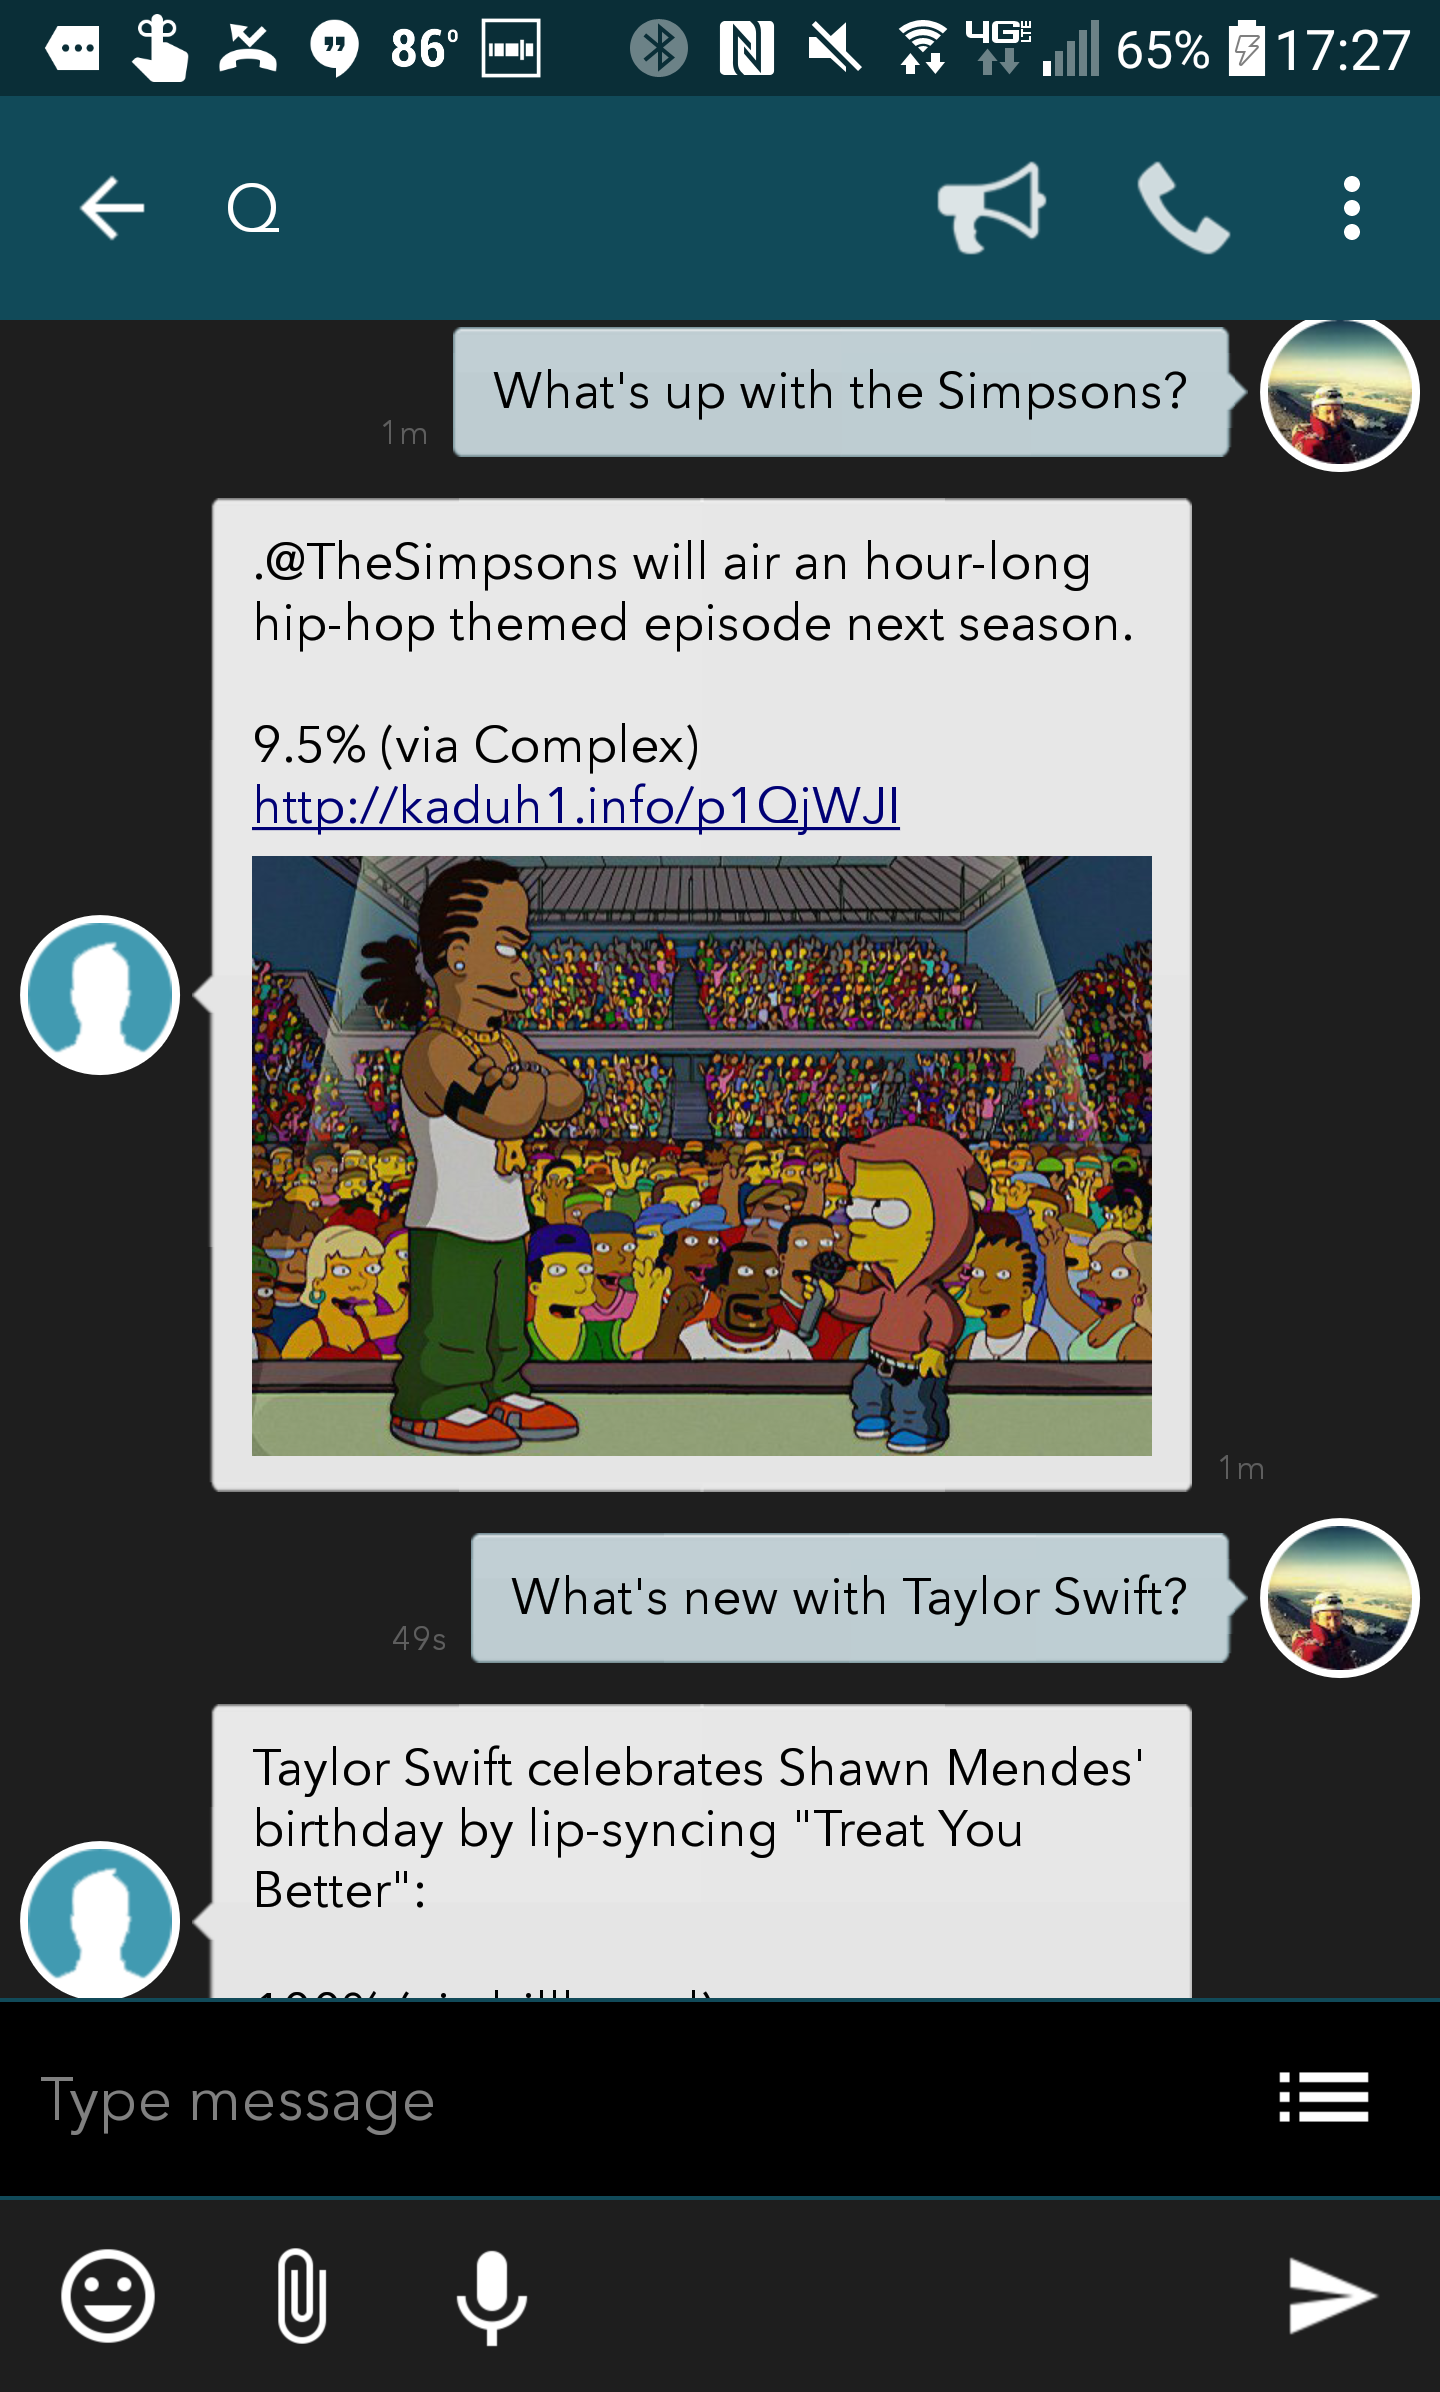 86°
4G LTE
65%
17:27
Q
What's up with the Simpsons?
1m
.@TheSimpsons will air an hour-long
hip-hop themed episode next season.
9.5% (via Complex)
http://kaduh1.info/p1QjWJI
1m
What's new with Taylor Swift?
49s
Taylor Swift celebrates Shawn Mendes'
birthday by lip-syncing "Treat You
Better":
Type message